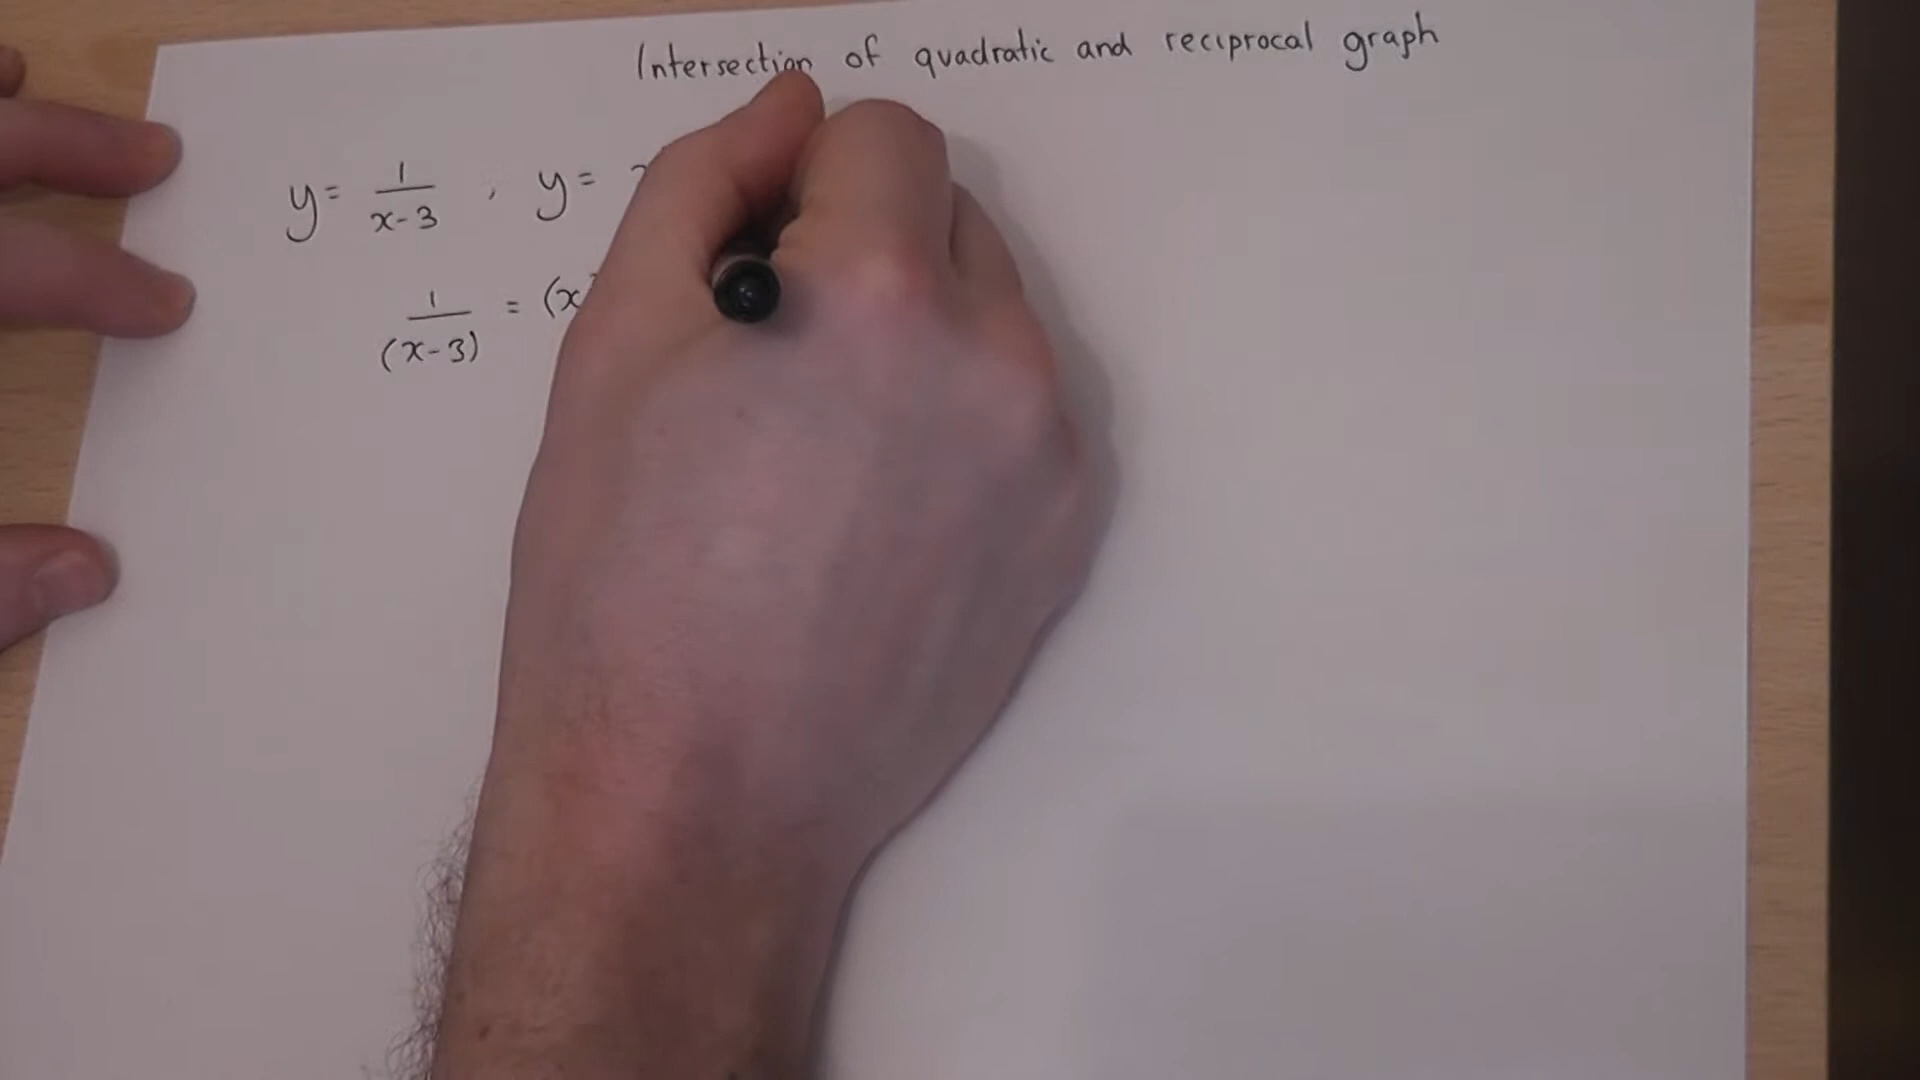 Intersection of quadratic and reciprocal graph
y = 1/(x-3) , y =
1/(x-3) = (x